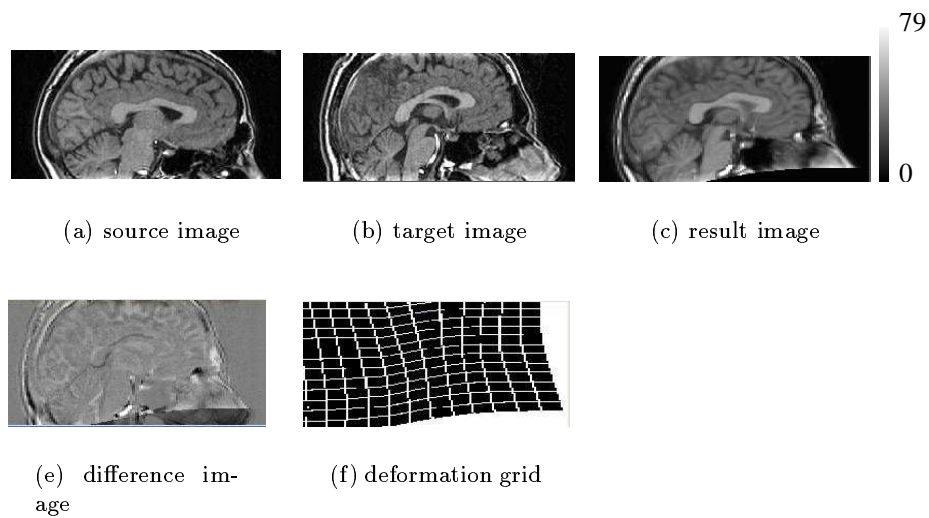 79
0
(a) source image
(b) target image
(c) result image
(e) difference im-
age
(f) deformation grid